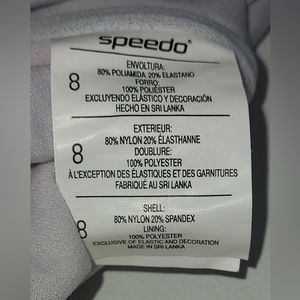 speedo
ENVOLTURA:
80% POLIAMIDA 20% ELASTANO
FORRO:
8
100% POLIÉSTER
EXCLUYENDO ELÁSTICO Y DECORACIÓN
HECHO EN SRI LANKA
EXTERIEUR:
80% NYLON 20% ÉLASTHANNE
8
DOUBLURE:
100% POLYESTER
À L'EXCEPTION DES ÉLASTIQUES ET DES GARNITURES
FABRIQUÉ AU SRI LANKA
SHELL:
80% NYLON 20% SPANDEX
8
LINING:
100% POLYESTER
EXCLUSIVE OF ELASTIC AND DECORATION
MADE IN SRI LANKA